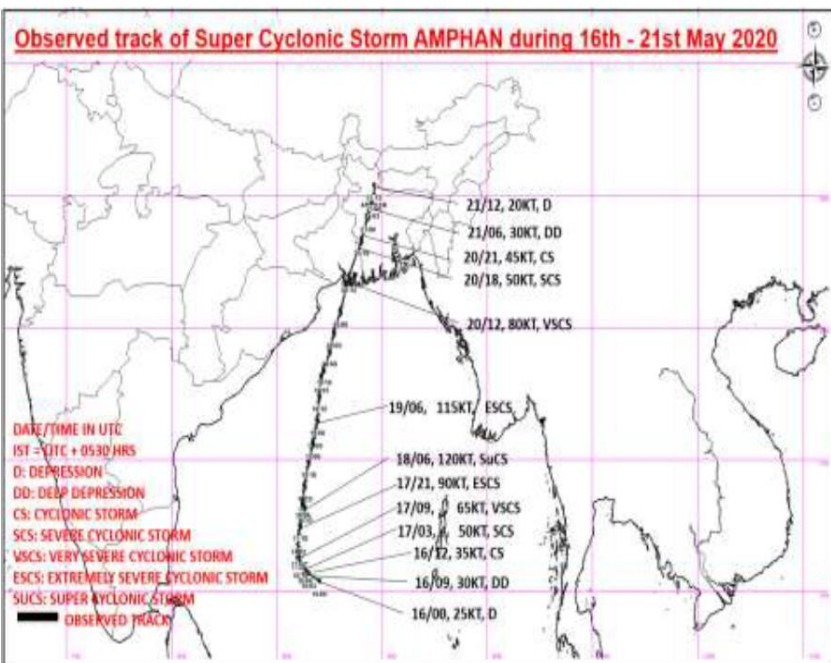 Observed track of Super Cyclonic Storm AMPHAN during 16th - 21st May 2020
21/12, 20KT, D
21/06, 30KT, DD
20/21, 45KT, CS
20/18, 50KT, SCS
20/12, 80KT, VSCS
19/06, 115KT, ESCS
18/06, 120KT, SuCS
17/21, 90KT, ESCS
17/09, 65KT, VSCS
17/03, 50KT, SCS
16/12, 35KT, CS
16/09, 30KT, DD
16/00, 25KT, D
DATE/TIME IN UTC
IST = UTC + 0530 HRS
D: DEPRESSION
DD: DEEP DEPRESSION
CS: CYCLONIC STORM
SCS: SEVERE CYCLONIC STORM
VSCS: VERY SEVERE CYCLONIC STORM
ESCS: EXTREMELY SEVERE CYCLONIC STORM
SUCS: SUPER CYCLONIC STORM
OBSERVED TRACK